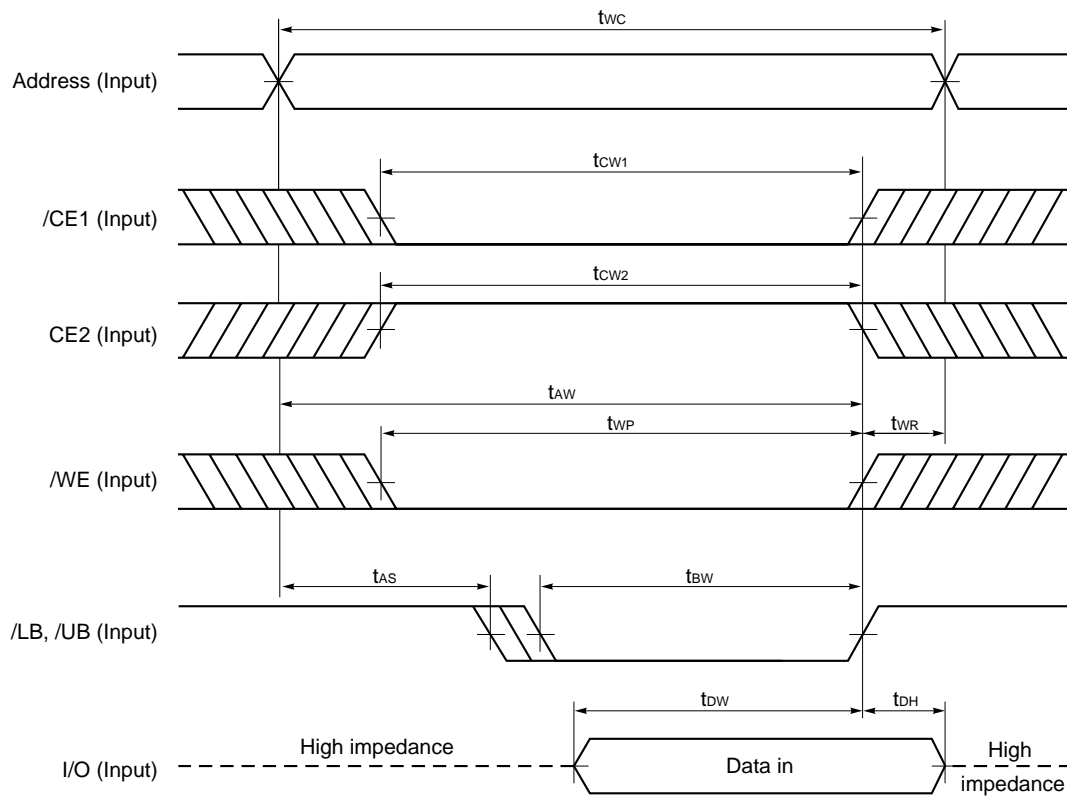 tWC
Address (Input)
tCW1
/CE1 (Input)
tCW2
CE2 (Input)
tAW
tWP
tWR
/WE (Input)
tAS
tBW
/LB, /UB (Input)
tDW
tDH
High impedance
I/O (Input)
Data in
High
impedance